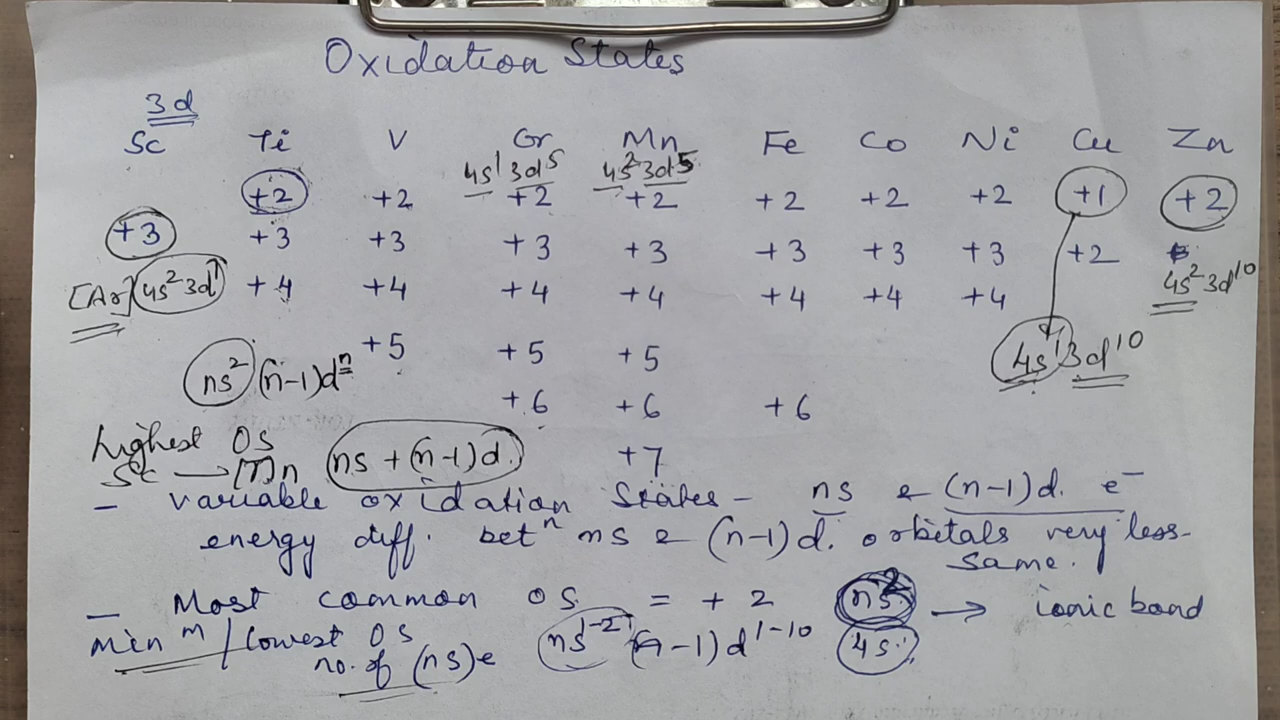 Oxidation States
3d
Sc Ti V Cr Mn Fe Co Ni Cu Zn
4s¹ 3d⁵ 4s² 3d⁵
+2 +2 +2 +2 +2 +2 +2 +1 +2
+3 +3 +3 +3 +3 +3 +3 +3 +2
[Ar] 4s² 3d¹ +4 +4 +4 +4 +4 +4 +4 4s² 3d¹⁰
+5 +5 +5 4s¹ 3d¹⁰
ns² (n-1)dⁿ
+6 +6 +6
highest OS
Sc → Mn ns + (n-1)d. +7
- variable oxidation States - ns & (n-1)d. e⁻
energy diff. betⁿ ns & (n-1)d. orbitals very less.
same.
- Most common OS = +2 ns² → ionic bond
Minᵐ / lowest OS ns¹⁻² (n-1)d¹⁻¹⁰ 4s.
no. of (ns) e